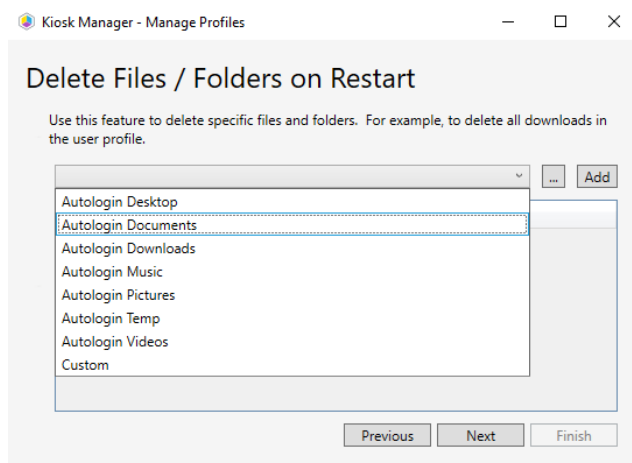 Kiosk Manager - Manage Profiles
Delete Files / Folders on Restart
Use this feature to delete specific files and folders. For example, to delete all downloads in
the user profile.
... Add
Autologin Desktop
Autologin Documents
Autologin Downloads
Autologin Music
Autologin Pictures
Autologin Temp
Autologin Videos
Custom
Previous Next Finish